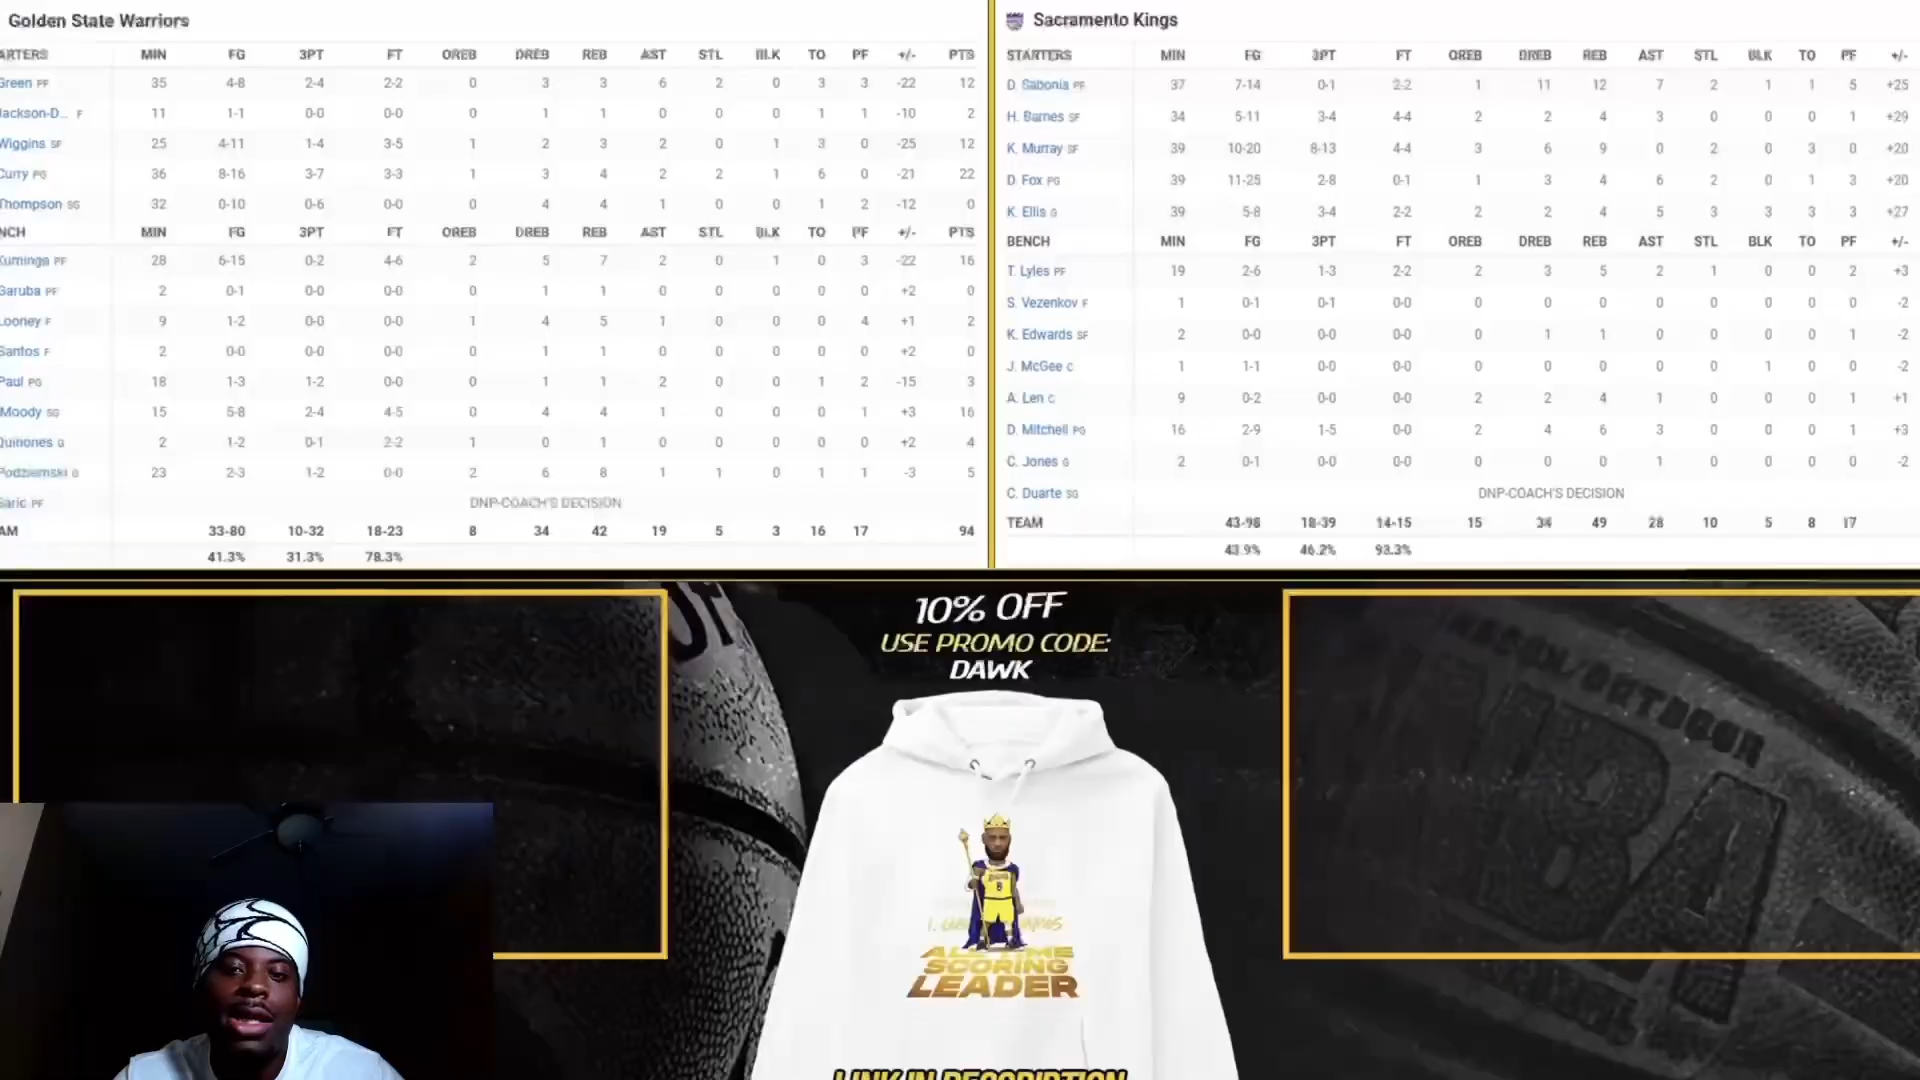 Golden State Warriors
ARTERS MIN FG 3PT FT OREB DREB REB AST STL BLK TO PF +/- PTS
Green PF 35 4-8 2-4 2-2 0 3 3 6 2 0 3 3 -22 12
Jackson-D... F 11 1-1 0-0 0-0 0 1 1 0 0 0 1 1 -10 2
Wiggins SF 25 4-11 1-4 3-5 1 2 3 2 0 1 3 0 -25 12
Curry PG 36 8-16 3-7 3-3 1 3 4 2 2 1 6 0 -21 22
Thompson SG 32 0-10 0-6 0-0 0 4 4 1 0 0 1 2 -12 0
NCH MIN FG 3PT FT OREB DREB REB AST STL BLK TO PF +/- PTS
Kuminga PF 28 6-15 0-2 4-6 2 5 7 2 0 1 0 3 -22 16
Garuba PF 2 0-1 0-0 0-0 0 1 1 0 0 0 0 0 +2 0
Looney F 9 1-2 0-0 0-0 1 4 5 1 0 0 0 4 +1 2
Santos F 2 0-0 0-0 0-0 0 1 1 0 0 0 0 0 +2 0
Paul PG 18 1-3 1-2 0-0 0 1 1 2 0 0 1 2 -15 3
Moody SG 15 5-8 2-4 4-5 0 4 4 1 0 0 0 1 +3 16
Quinones G 2 1-2 0-1 2-2 1 0 1 0 0 0 0 0 +2 4
Podziemski G 23 2-3 1-2 0-0 2 6 8 1 1 0 1 1 -3 5
Saric PF DNP-COACH'S DECISION
AM 33-80 10-32 18-23 8 34 42 19 5 3 16 17 94
41.3% 31.3% 78.3%
Sacramento Kings
STARTERS MIN FG 3PT FT OREB DREB REB AST STL BLK TO PF +/-
D. Sabonis PF 37 7-14 0-1 2-2 1 11 12 7 2 1 1 5 +25
H. Barnes SF 34 5-11 3-4 4-4 2 2 4 3 0 0 0 1 +29
K. Murray SF 39 10-20 8-13 4-4 3 6 9 0 2 0 3 0 +20
D. Fox PG 39 11-25 2-8 0-1 1 3 4 6 2 0 1 3 +20
K. Ellis G 39 5-8 3-4 2-2 2 2 4 5 3 3 3 3 +27
BENCH MIN FG 3PT FT OREB DREB REB AST STL BLK TO PF +/-
T. Lyles PF 19 2-6 1-3 2-2 2 3 5 2 1 0 0 2 +3
S. Vezenkov F 1 0-1 0-1 0-0 0 0 0 0 0 0 0 0 -2
K. Edwards SF 2 0-0 0-0 0-0 0 1 1 0 0 0 0 1 -2
J. McGee C 1 1-1 0-0 0-0 0 0 0 0 0 1 0 0 -2
A. Len C 9 0-2 0-0 0-0 2 2 4 1 0 0 0 1 +1
D. Mitchell PG 16 2-9 1-5 0-0 2 4 6 3 0 0 0 1 +3
C. Jones G 2 0-1 0-0 0-0 0 0 0 1 0 0 0 0 -2
C. Duarte SG DNP-COACH'S DECISION
TEAM 43-98 18-39 14-15 15 34 49 28 10 5 8 17
43.9% 46.2% 93.3%
10% OFF
USE PROMO CODE:
DAWK
ALL TIME
SCORING
LEADER
LINK IN DESCRIPTION